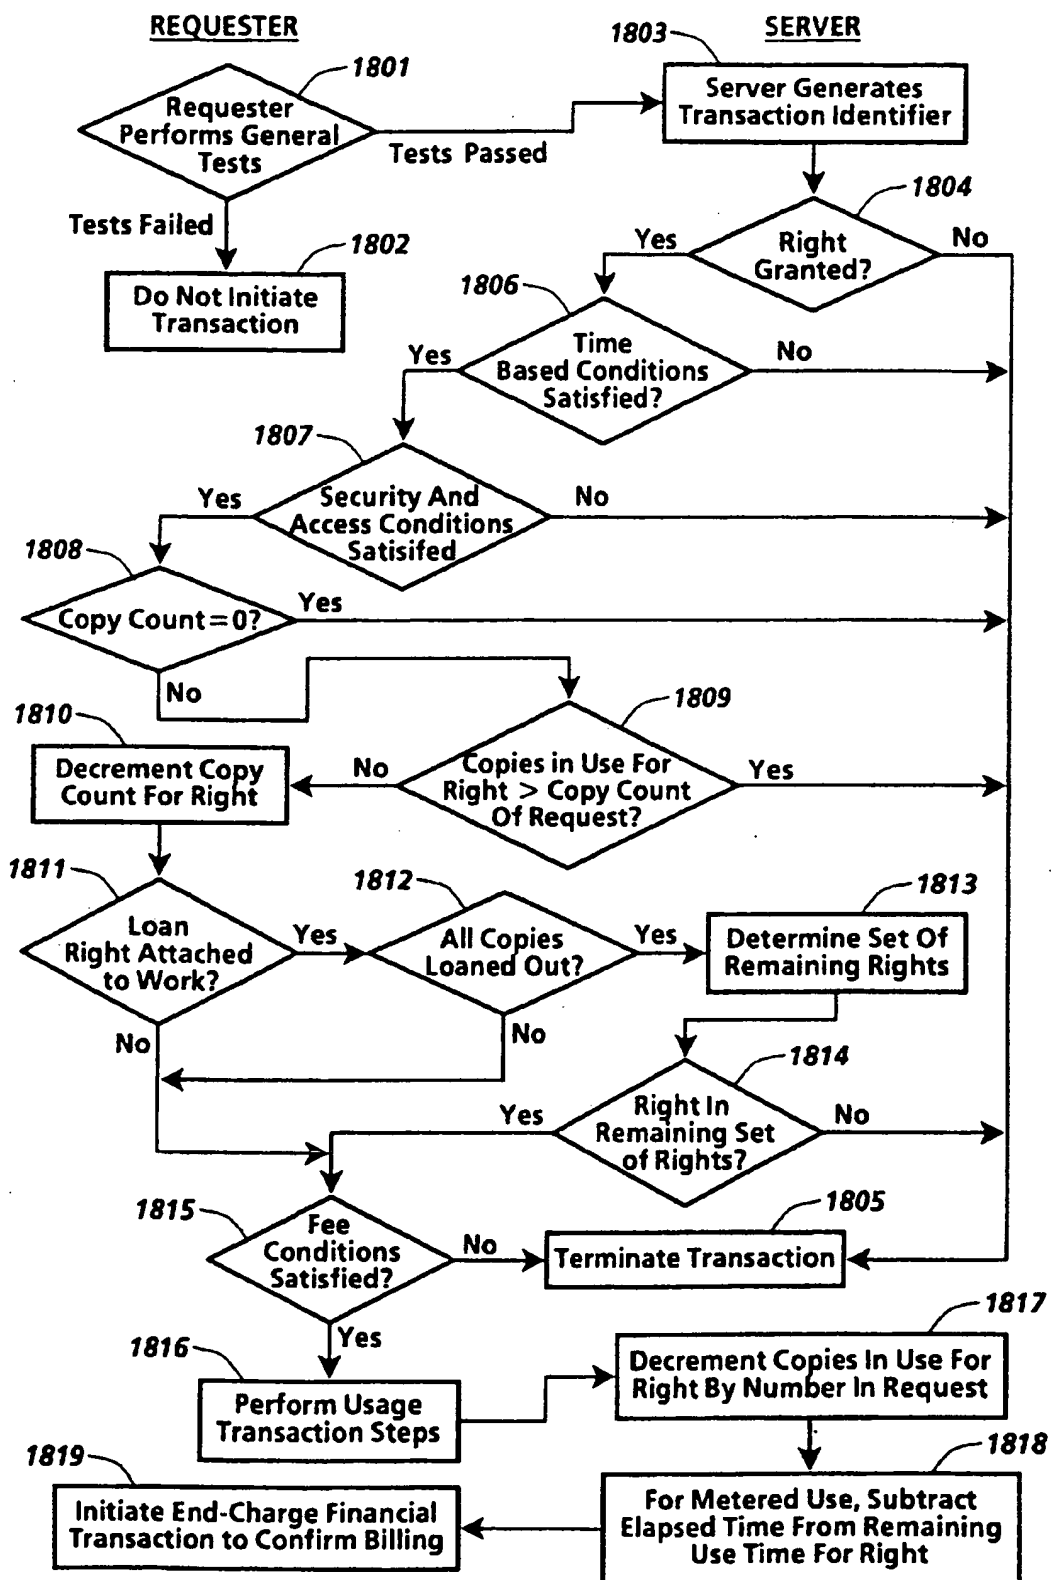 REQUESTER
SERVER
1801
Requester
Performs General
Tests
Tests Passed
1803
Server Generates
Transaction Identifier
Tests Failed
1802
Do Not Initiate
Transaction
1804
Right
Granted?
Yes
No
1806
Time
Based Conditions
Satisfied?
Yes
No
1807
Security And
Access Conditions
Satisifed
Yes
No
1808
Copy Count=0?
Yes
No
1809
Copies in Use For
Right > Copy Count
Of Request?
No
Yes
1810
Decrement Copy
Count For Right
1811
Loan
Right Attached
to Work?
Yes
No
1812
All Copies
Loaned Out?
Yes
No
1813
Determine Set Of
Remaining Rights
1814
Right In
Remaining Set
of Rights?
Yes
No
1815
Fee
Conditions
Satisfied?
No
Yes
1805
Terminate Transaction
1816
Perform Usage
Transaction Steps
1817
Decrement Copies In Use For
Right By Number In Request
1818
For Metered Use, Subtract
Elapsed Time From Remaining
Use Time For Right
1819
Initiate End-Charge Financial
Transaction to Confirm Billing